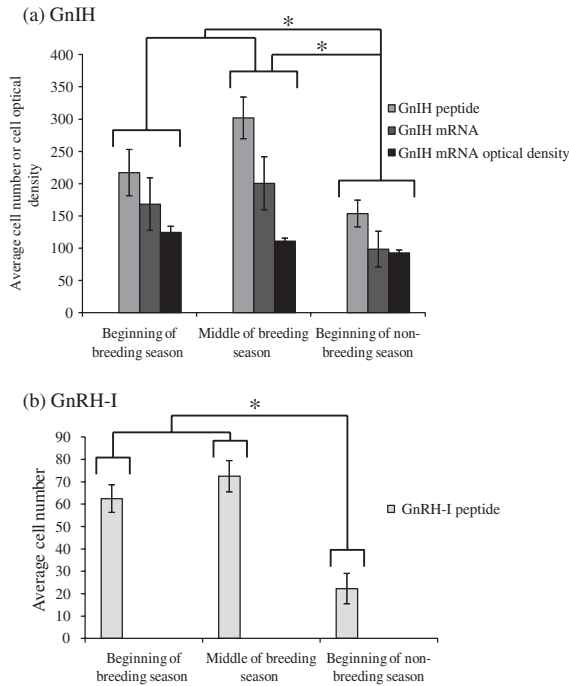 (a) GnIH
*
*
Average cell number or cell optical
density
400
350
300
250
200
150
100
50
0
GnIH peptide
GnIH mRNA
GnIH mRNA optical density
Beginning of
breeding season
Middle of breeding
season
Beginning of non-
breeding season
(b) GnRH-I
*
Average cell number
90
80
70
60
50
40
30
20
10
0
GnRH-I peptide
Beginning of
breeding season
Middle of breeding
season
Beginning of non-
breeding season